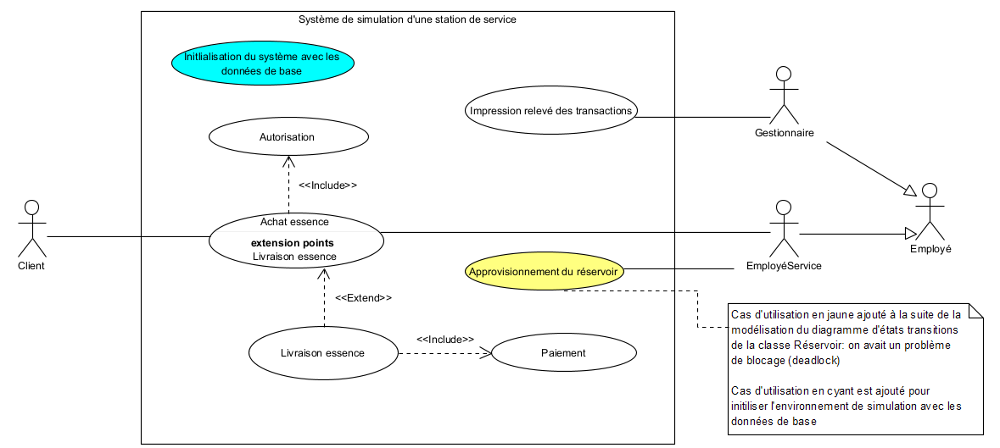 Système de simulation d'une station de service
Initlialisation du système avec les
données de base
Impression relevé des transactions
Gestionnaire
Autorisation
<<Include>>
Achat essence
extension points
Livraison essence
Client
EmployéService
Employé
Approvisionnement du réservoir
<<Extend>>
Livraison essence
<<Include>>
Paiement
Cas d'utilisation en jaune ajouté à la suite de la
modélisation du diagramme d'états transitions
de la classe Réservoir: on avait un problème
de blocage (deadlock)
Cas d'utilisation en cyant est ajouté pour
initiliser l'environnement de simulation avec les
données de base